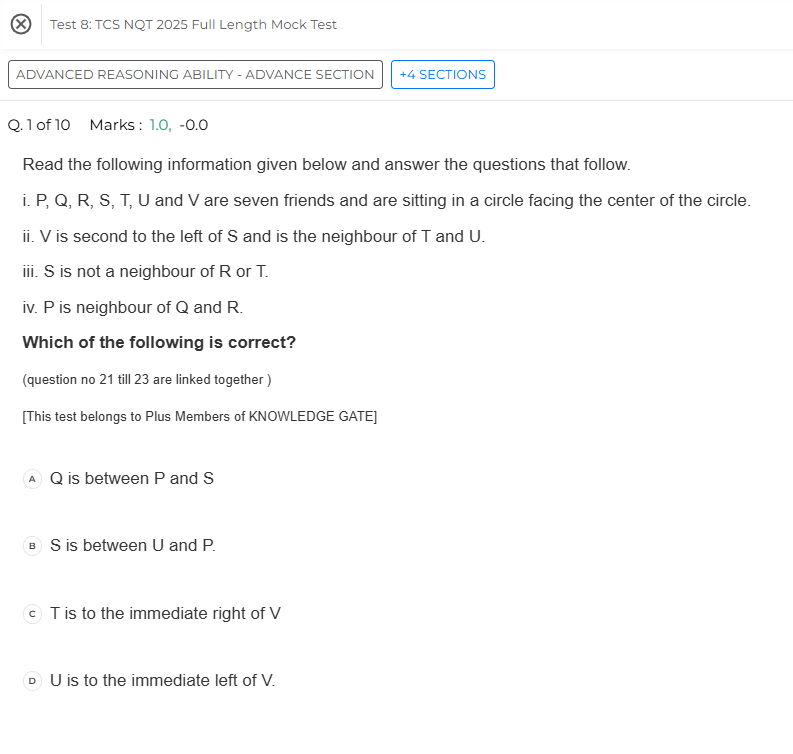 Test 8: TCS NQT 2025 Full Length Mock Test
ADVANCED REASONING ABILITY - ADVANCE SECTION +4 SECTIONS
Q. 1 of 10 Marks : 1.0, -0.0
Read the following information given below and answer the questions that follow.
i. P, Q, R, S, T, U and V are seven friends and are sitting in a circle facing the center of the circle.
ii. V is second to the left of S and is the neighbour of T and U.
iii. S is not a neighbour of R or T.
iv. P is neighbour of Q and R.
Which of the following is correct?
(question no 21 till 23 are linked together )
[This test belongs to Plus Members of KNOWLEDGE GATE]
A Q is between P and S
B S is between U and P.
C T is to the immediate right of V
D U is to the immediate left of V.